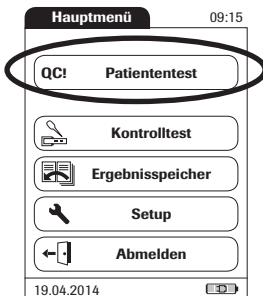 Hauptmenü 09:15
QC! Patiententest
Kontrolltest
Ergebnisspeicher
Setup
Abmelden
19.04.2014